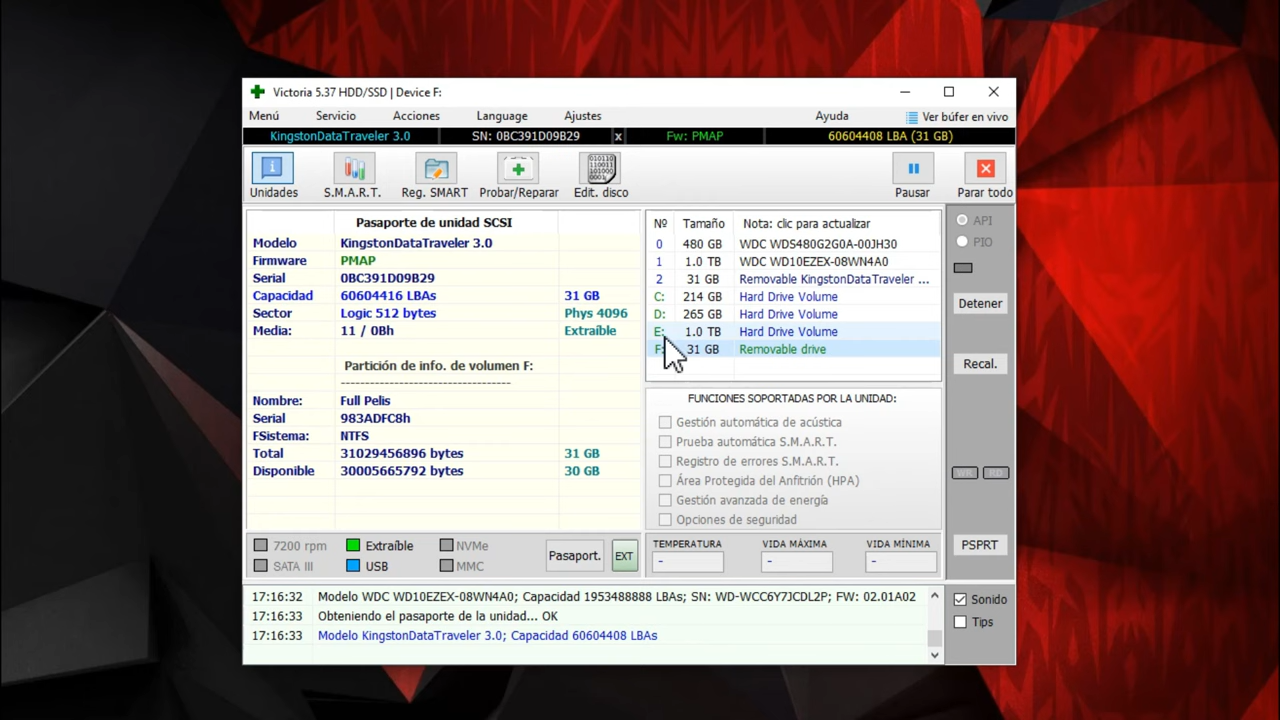 Victoria 5.37 HDD/SSD | Device F:
Menú Servicio Acciones Language Ajustes Ayuda Ver búfer en vivo
KingstonDataTraveler 3.0 SN: 0BC391D09B29 x Fw: PMAP 60604408 LBA (31 GB)
Unidades S.M.A.R.T. Reg. SMART Probar/Reparar Edit. disco Pausar Parar todo
Pasaporte de unidad SCSI
Modelo KingstonDataTraveler 3.0
Firmware PMAP
Serial 0BC391D09B29
Capacidad 60604416 LBAs 31 GB
Sector Logic 512 bytes Phys 4096
Media: 11 / 0Bh Extraíble
Partición de info. de volumen F:
----------------------------------
Nombre: Full Pelis
Serial 983ADFC8h
FSistema: NTFS
Total 31029456896 bytes 31 GB
Disponible 30005665792 bytes 30 GB
Nº Tamaño Nota: clic para actualizar
0 480 GB WDC WDS480G2G0A-00JH30
1 1.0 TB WDC WD10EZEX-08WN4A0
2 31 GB Removable KingstonDataTraveler ...
C: 214 GB Hard Drive Volume
D: 265 GB Hard Drive Volume
E: 1.0 TB Hard Drive Volume
F: 31 GB Removable drive
FUNCIONES SOPORTADAS POR LA UNIDAD:
Gestión automática de acústica
Prueba automática S.M.A.R.T.
Registro de errores S.M.A.R.T.
Área Protegida del Anfitrión (HPA)
Gestión avanzada de energía
Opciones de seguridad
API
PIO
Detener
Recal.
WR RD
PSPRT
7200 rpm Extraíble NVMe
SATA III USB MMC
Pasaport. EXT
TEMPERATURA VIDA MÁXIMA VIDA MÍNIMA
- - -
17:16:32 Modelo WDC WD10EZEX-08WN4A0; Capacidad 1953488888 LBAs; SN: WD-WCC6Y7JCDL2P; FW: 02.01A02
17:16:33 Obteniendo el pasaporte de la unidad... OK
17:16:33 Modelo KingstonDataTraveler 3.0; Capacidad 60604408 LBAs
Sonido
Tips